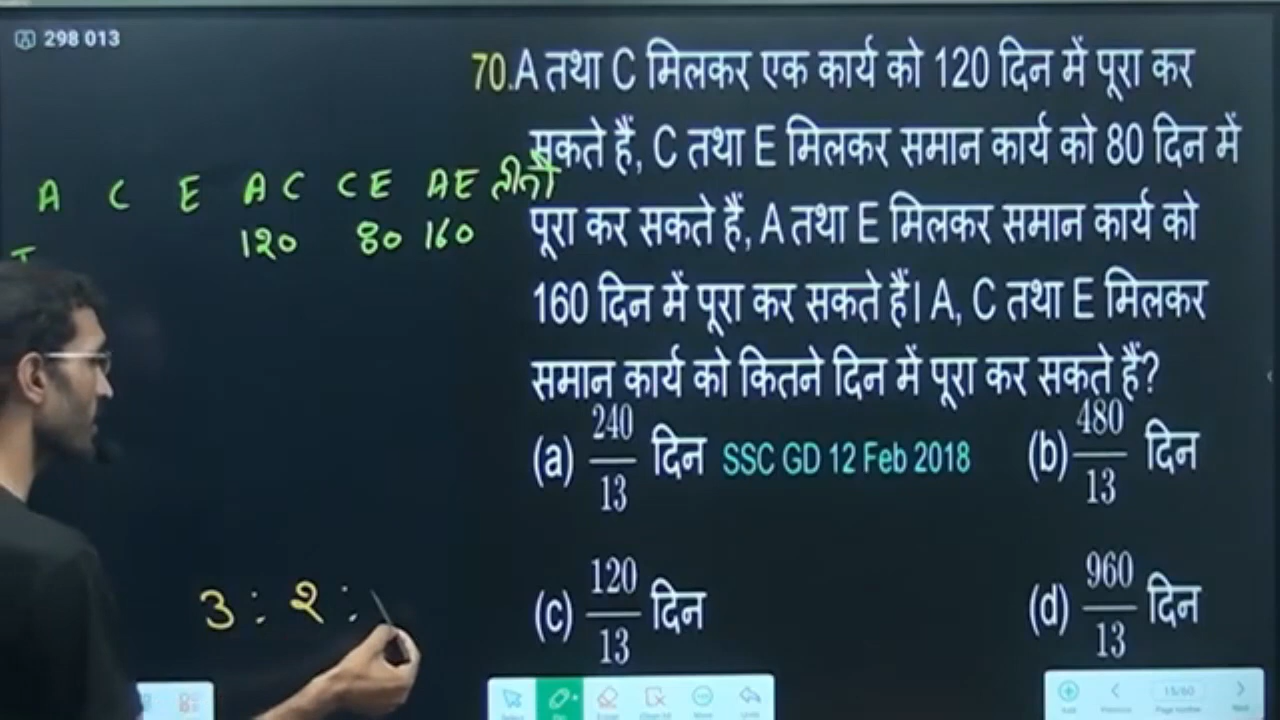 298 013
70.A तथा C मिलकर एक कार्य को 120 दिन में पूरा कर
सकते हैं, C तथा E मिलकर समान कार्य को 80 दिन में
पूरा कर सकते हैं, A तथा E मिलकर समान कार्य को
160 दिन में पूरा कर सकते हैं। A, C तथा E मिलकर
समान कार्य को कितने दिन में पूरा कर सकते हैं?
(a) 240/13 दिन SSC GD 12 Feb 2018 (b) 480/13 दिन
(c) 120/13 दिन (d) 960/13 दिन
A C E AC CE AE तीनों
120 80 160
3 : 2 :
15/60